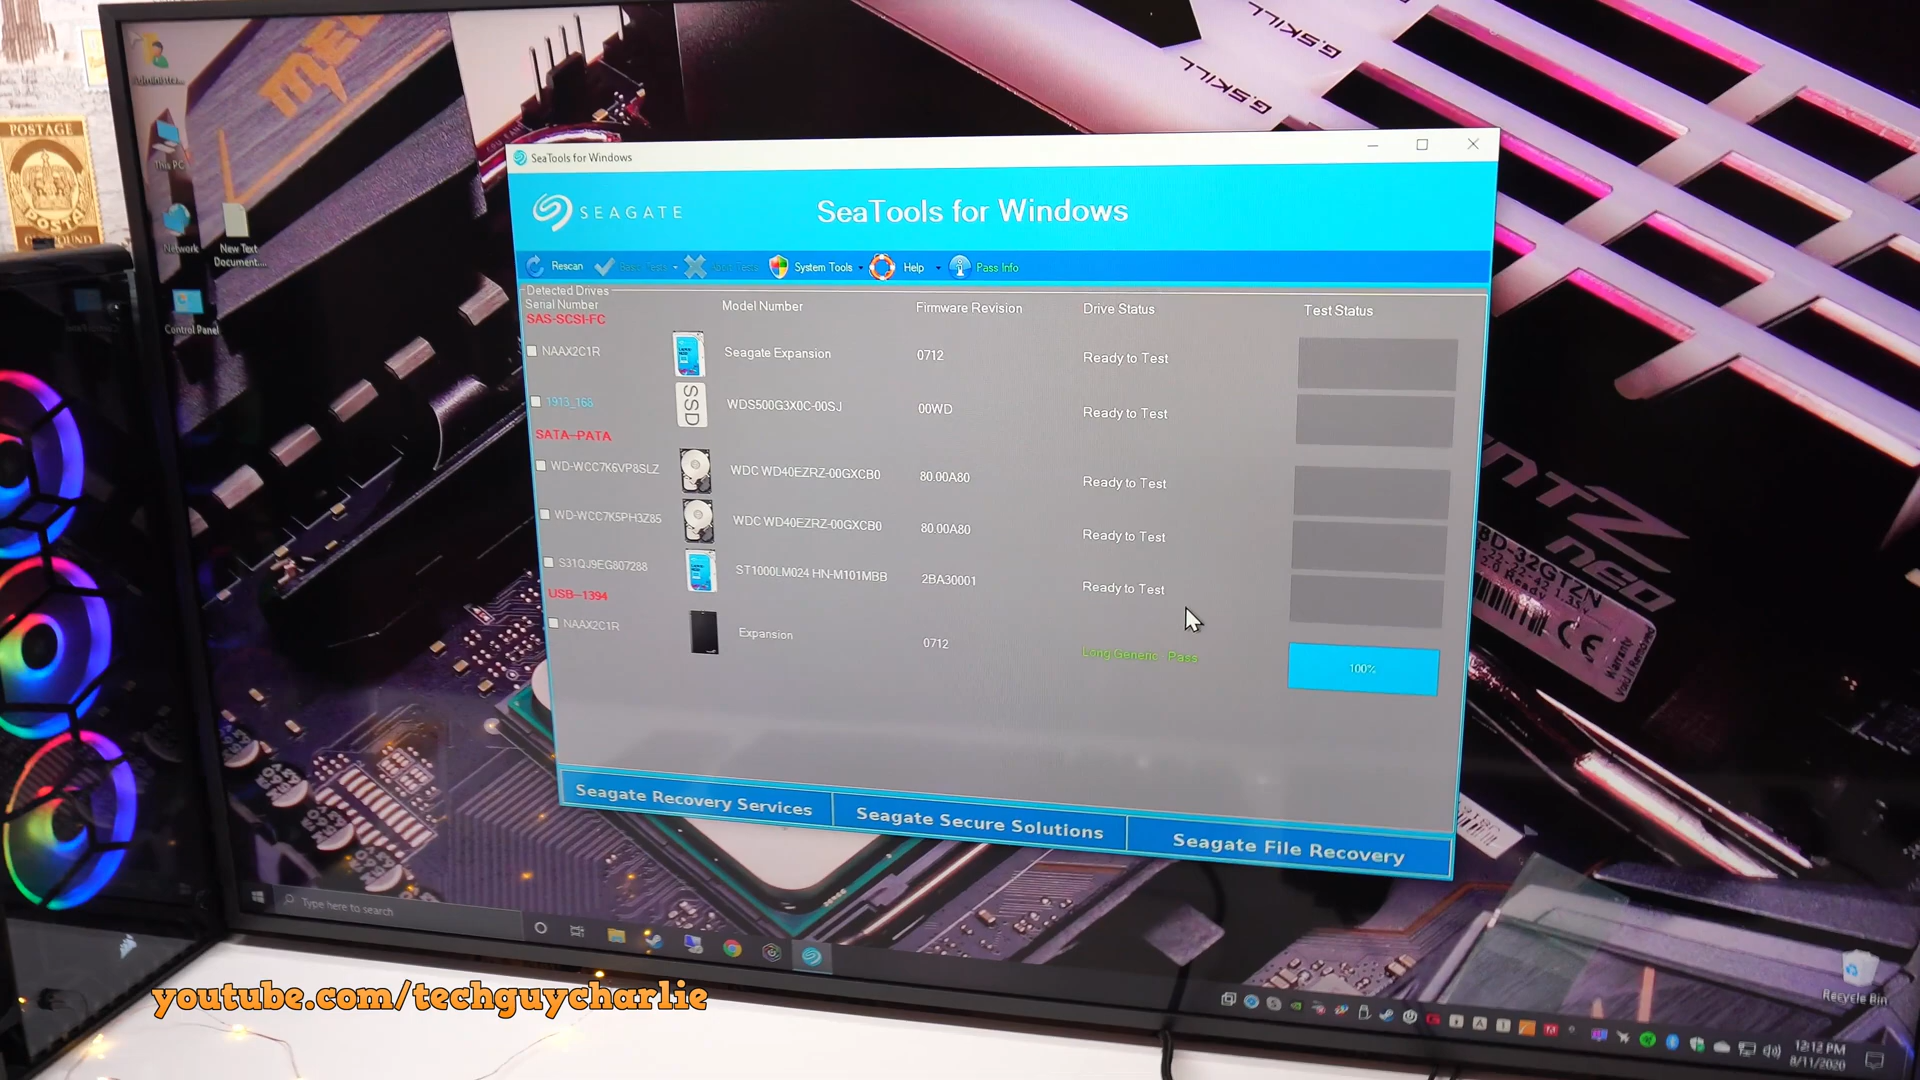 POSTAGE
This PC
Network
New Text
Document....
Control Panel
G.SKILL
G.SKILL
SeaTools for Windows
SEAGATE
SeaTools for Windows
Rescan
System Tools
Help
Pass Info
Detected Drives
Serial Number
Model Number
Firmware Revision
Drive Status
Test Status
SAS-SCSI-FC
NAAX2C1R
Seagate Expansion
0712
Ready to Test
1913_168
SSD
WDS500G3X0C-00SJ
00WD
Ready to Test
SATA-PATA
WD-WCC7K6VP8SLZ
WDC WD40EZRZ-00GXCB0
80.00A80
Ready to Test
WD-WCC7K5PH3Z85
WDC WD40EZRZ-00GXCB0
80.00A80
Ready to Test
S31QJ9EG807288
ST1000LM024 HN-M101MBB
2BA30001
Ready to Test
USB-1394
NAAX2C1R
Expansion
0712
Long Generic - Pass
100%
Seagate Recovery Services
Seagate Secure Solutions
Seagate File Recovery
neo
Type here to search
Recycle Bin
12:12 PM
8/11/2020
youtube.com/techguycharlie